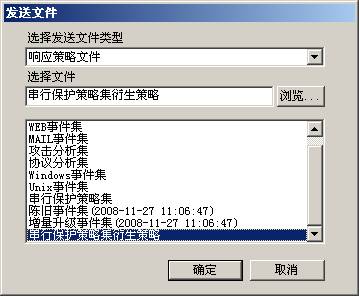 发送文件
选择发送文件类型
响应策略文件
选择文件
串行保护策略集衍生策略
浏览...
WEB事件集
MAIL事件集
攻击分析集
协议分析集
Windows事件集
Unix事件集
串行保护策略集
陈旧事件集(2008-11-27 11:06:47)
增量升级事件集(2008-11-27 11:06:47)
串行保护策略集衍生策略
确定
取消